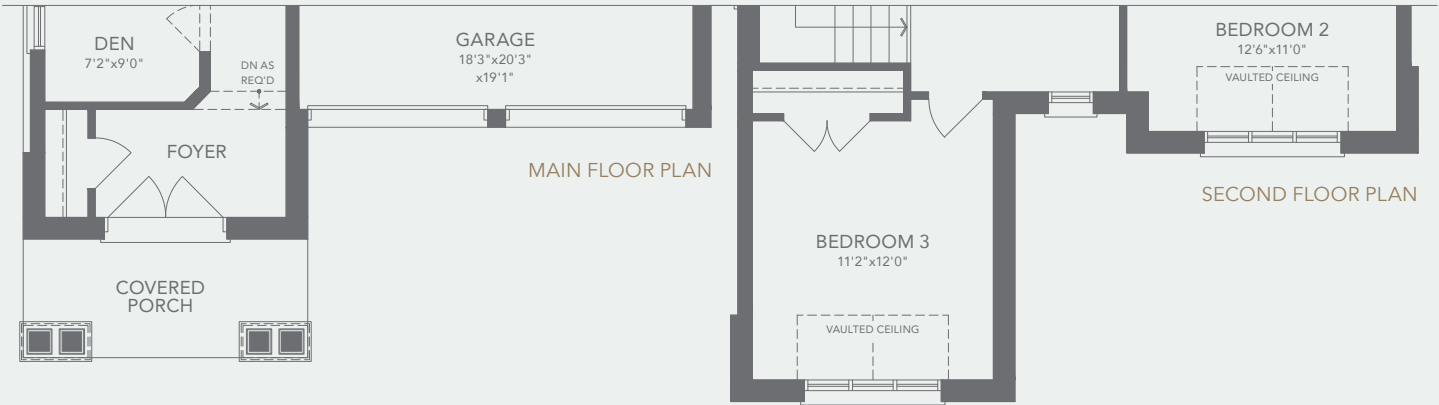 DEN
7'2"x9'0"
DN AS
REQ'D
FOYER
COVERED
PORCH
GARAGE
18'3"x20'3"
x19'1"
MAIN FLOOR PLAN
BEDROOM 3
11'2"x12'0"
VAULTED CEILING
BEDROOM 2
12'6"x11'0"
VAULTED CEILING
SECOND FLOOR PLAN